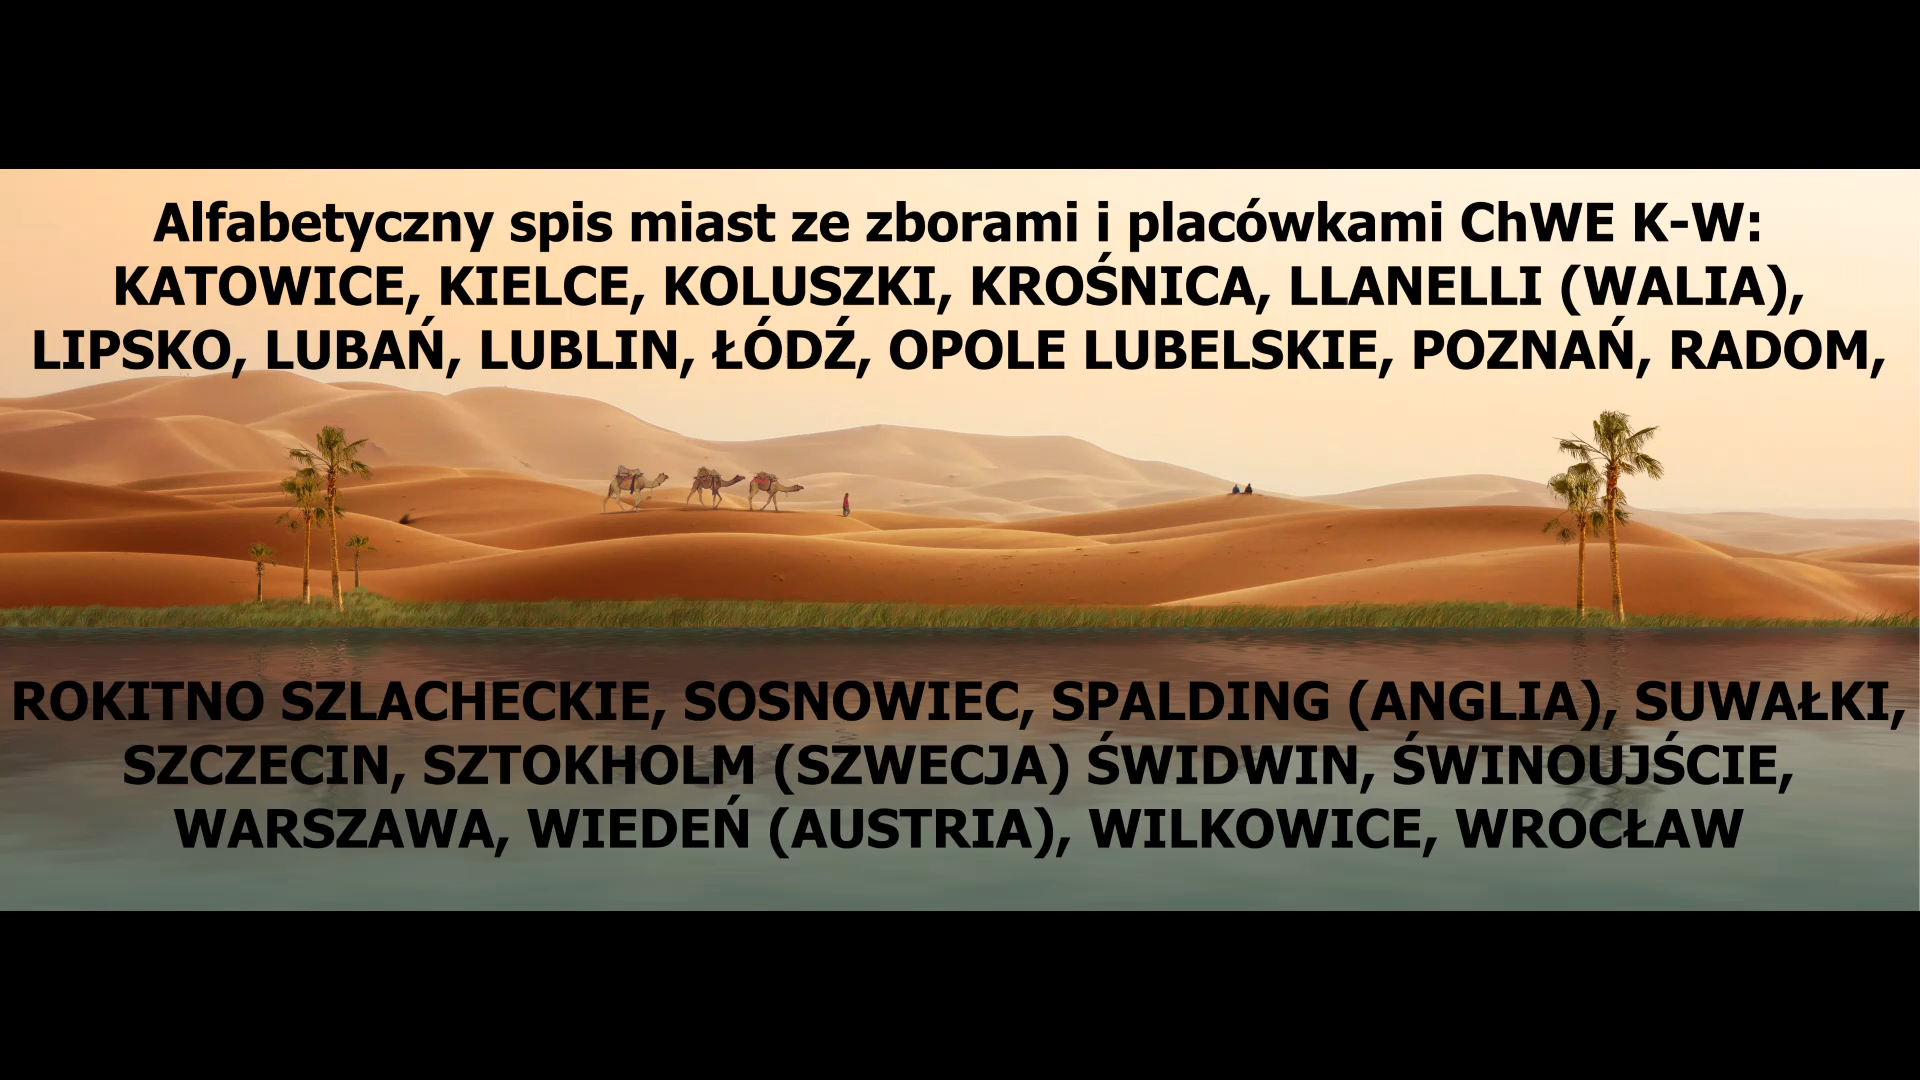 Alfabetyczny spis miast ze zborami i placówkami ChWE K-W:
KATOWICE, KIELCE, KOLUSZKI, KROŚNICA, LLANELLI (WALIA),
LIPSKO, LUBAŃ, LUBLIN, ŁÓDŹ, OPOLE LUBELSKIE, POZNAŃ, RADOM,
ROKITNO SZLACHECKIE, SOSNOWIEC, SPALDING (ANGLIA), SUWAŁKI,
SZCZECIN, SZTOKHOLM (SZWECJA) ŚWIDWIN, ŚWINOUJŚCIE,
WARSZAWA, WIEDEŃ (AUSTRIA), WILKOWICE, WROCŁAW